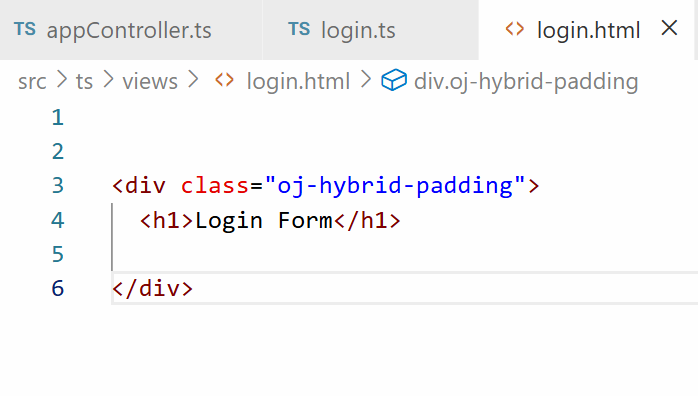 TS appController.ts TS login.ts <> login.html ×
src > ts > views > <> login.html > div.oj-hybrid-padding
1
2
3 <div class="oj-hybrid-padding">
4 <h1>Login Form</h1>
5
6 </div>